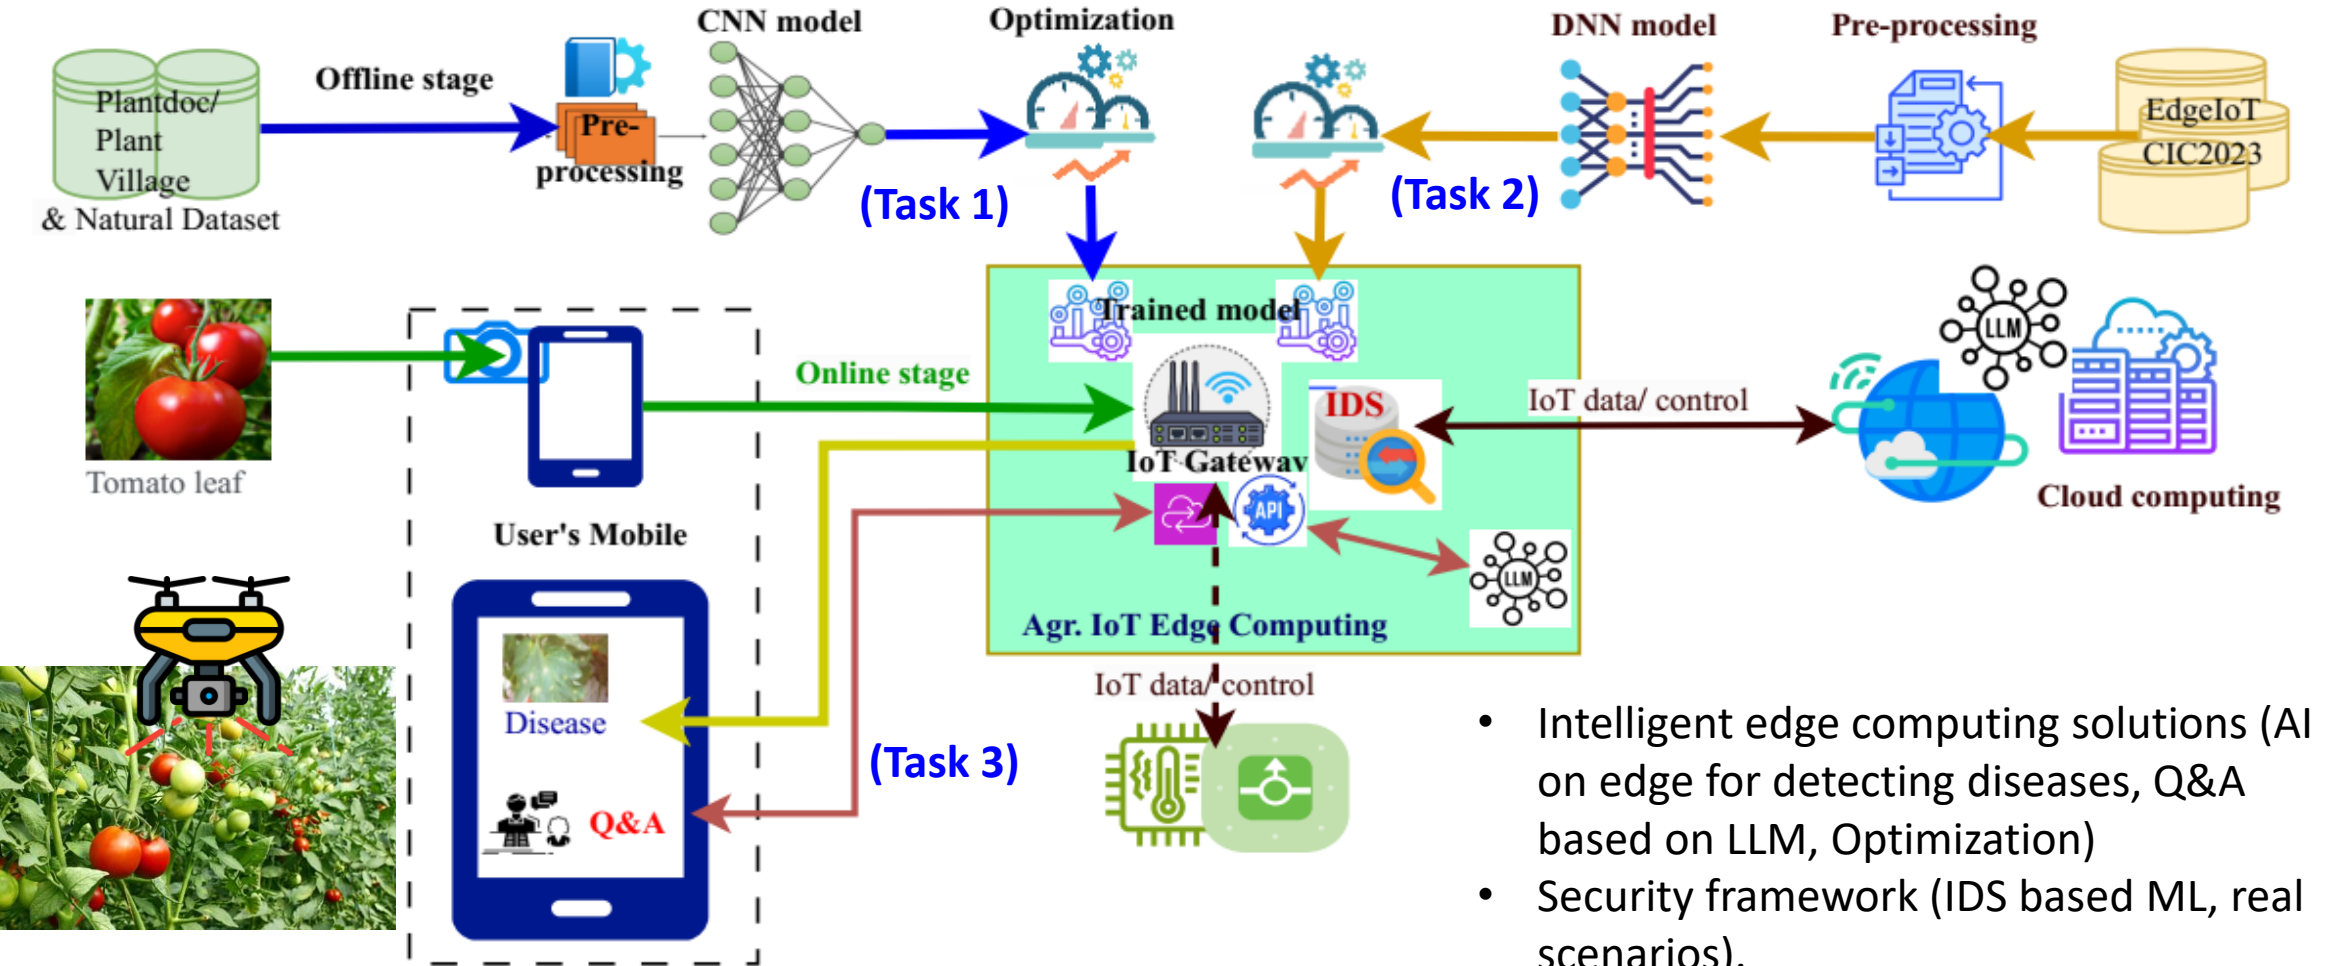 CNN model
Optimization
DNN model
Pre-processing
Offline stage
Plantdoc/
Plant
Village
& Natural Dataset
Pre-
processing
(Task 1)
(Task 2)
EdgeIoT
CIC2023
Trained model
Tomato leaf
Online stage
IDS
IoT data/ control
LLM
Cloud computing
IoT Gateway
API
LLM
User's Mobile
Agr. IoT Edge Computing
IoT data/ control
Disease
Q&A
(Task 3)
• Intelligent edge computing solutions (AI
on edge for detecting diseases, Q&A
based on LLM, Optimization)
• Security framework (IDS based ML, real
scenarios).